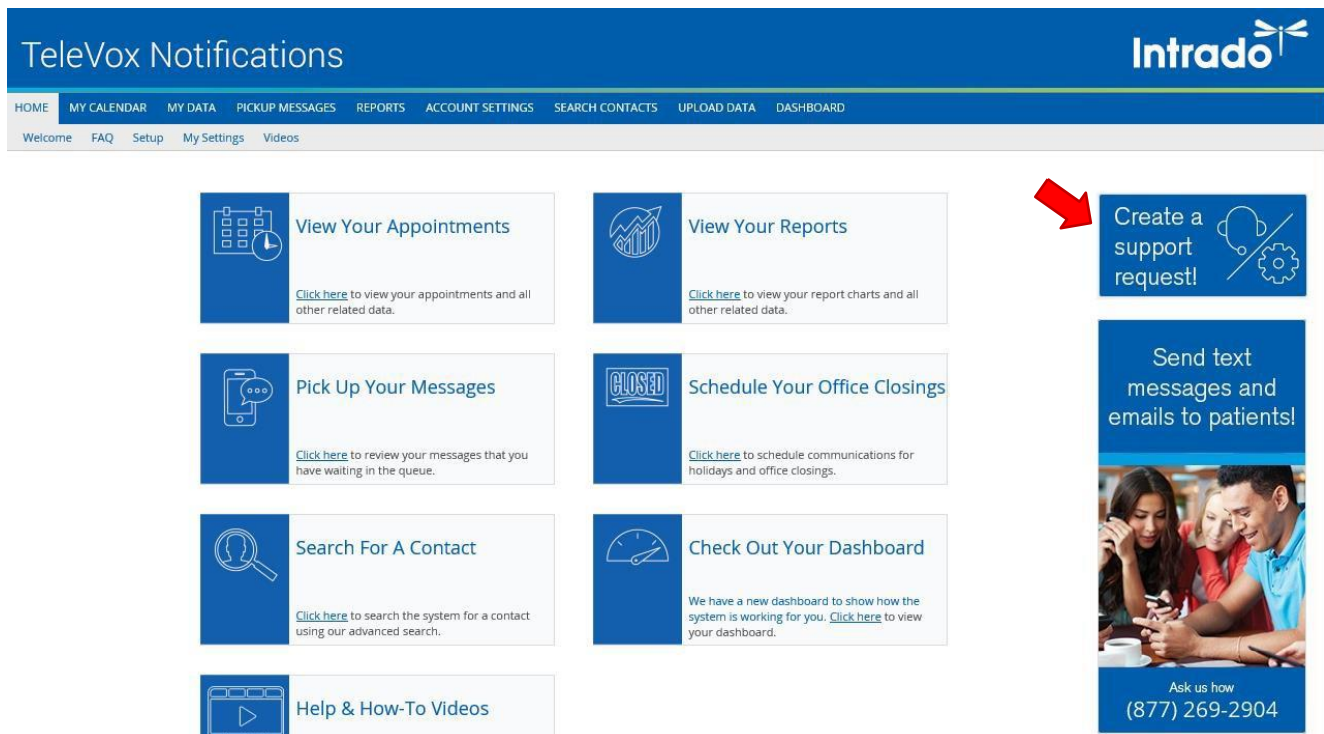 TeleVox Notifications
Intrado
HOME MY CALENDAR MY DATA PICKUP MESSAGES REPORTS ACCOUNT SETTINGS SEARCH CONTACTS UPLOAD DATA DASHBOARD
Welcome FAQ Setup My Settings Videos
View Your Appointments
Click here to view your appointments and all
other related data.
View Your Reports
Click here to view your report charts and all
other related data.
Create a
support
request!
Pick Up Your Messages
Click here to review your messages that you
have waiting in the queue.
CLOSED
Schedule Your Office Closings
Click here to schedule communications for
holidays and office closings.
Send text
messages and
emails to patients!
Search For A Contact
Click here to search the system for a contact
using our advanced search.
Check Out Your Dashboard
We have a new dashboard to show how the
system is working for you. Click here to view
your dashboard.
Help & How-To Videos
Ask us how
(877) 269-2904